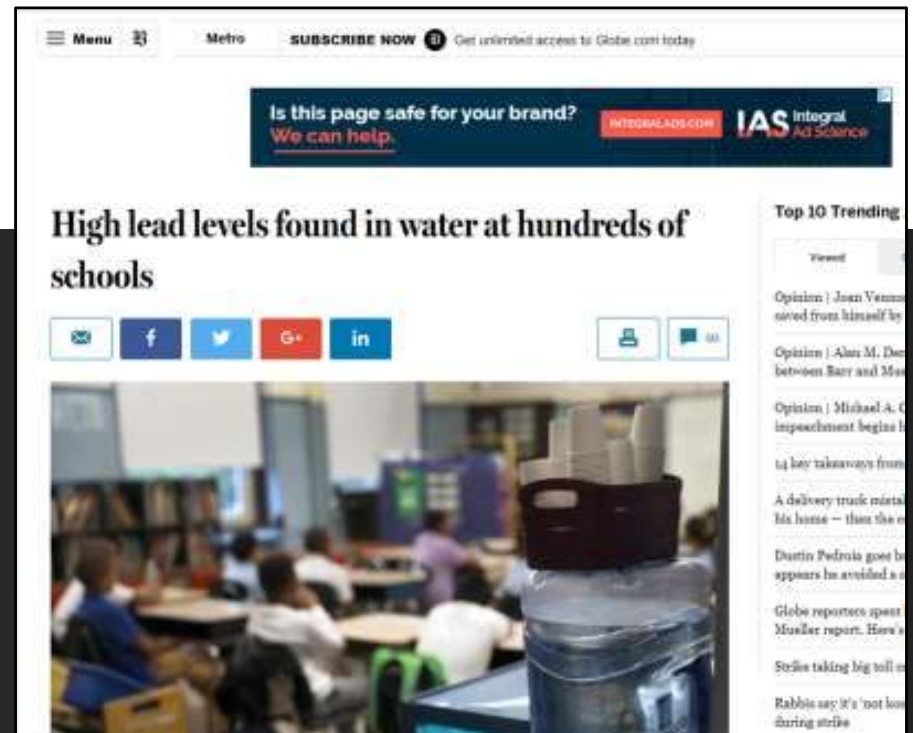 Menu B Metro SUBSCRIBE NOW Get unlimited access to Globe.com today
Is this page safe for your brand?
We can help.
INTEGRALADS.COM
IAS Integral
Ad Science
High lead levels found in water at hundreds of
schools
f G+ in
Top 10 Trending
Viewed
Opinion | Joan Venno
saved from himself by
Opinion | Alan M. Der
between Barr and Mue
Opinion | Michael A. C
impeachment begins h
14 key takeaways from
A delivery truck mistak
his home — then the
Dustin Pedroia goes
appears he avoided a
Globe reporters spent
Mueller report. Here's
Strike taking big toll
Rabbis say it's 'not kos
during strike